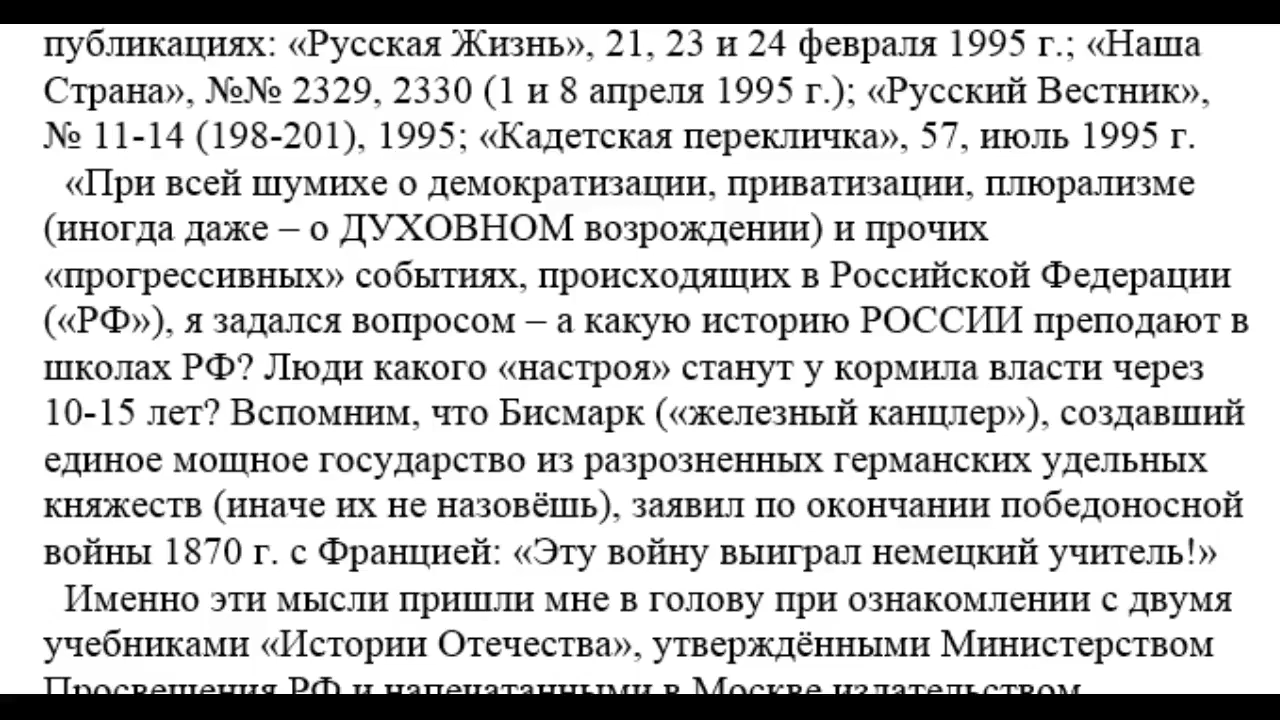 публикациях: «Русская Жизнь», 21, 23 и 24 февраля 1995 г.; «Наша
Страна», №№ 2329, 2330 (1 и 8 апреля 1995 г.); «Русский Вестник»,
№ 11-14 (198-201), 1995; «Кадетская перекличка», 57, июль 1995 г.
«При всей шумихе о демократизации, приватизации, плюрализме
(иногда даже – о ДУХОВНОМ возрождении) и прочих
«прогрессивных» событиях, происходящих в Российской Федерации
(«РФ»), я задался вопросом – а какую историю РОССИИ преподают в
школах РФ? Люди какого «настроя» станут у кормила власти через
10-15 лет? Вспомним, что Бисмарк («железный канцлер»), создавший
единое мощное государство из разрозненных германских удельных
княжеств (иначе их не назовёшь), заявил по окончании победоносной
войны 1870 г. с Францией: «Эту войну выиграл немецкий учитель!»
Именно эти мысли пришли мне в голову при ознакомлении с двумя
учебниками «Истории Отечества», утверждёнными Министерством
Просвещения РФ и напечатанными в Москве издательством